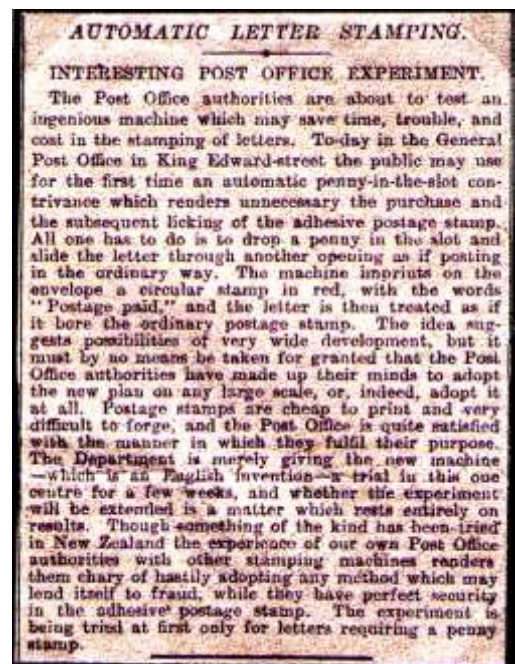 AUTOMATIC LETTER STAMPING.
INTERESTING POST OFFICE EXPERIMENT.
The Post Office authorities are about to test an
ingenious machine which may save time, trouble, and
cost in the stamping of letters. To-day in the General
Post Office in King Edward-street the public may use
for the first time an automatic penny-in-the-slot con-
trivance which renders unnecessary the purchase and
the subsequent licking of the adhesive postage stamp.
All one has to do is to drop a penny in the slot and
slide the letter through another opening as if posting
in the ordinary way. The machine imprints on the
envelope a circular stamp in red, with the words
"Postage paid," and the letter is then treated as if
it bore the ordinary postage stamp. The idea sug-
gests possibilities of very wide development, but it
must by no means be taken for granted that the Post
Office authorities have made up their minds to adopt
the new plan on any large scale, or, indeed, adopt it
at all. Postage stamps are cheap to print and very
difficult to forge, and the Post Office is quite satisfied
with the manner in which they fulfil their purpose.
The Department is merely giving the new machine
—which is an English invention—a trial in this one
centre for a few weeks, and whether the experiment
will be extended is a matter which rests entirely on
results. Though something of the kind has been tried
in New Zealand the experience of our own Post Office
authorities with other stamping machines renders
them chary of hastily adopting any method which may
lend itself to fraud, while they have perfect security
in the adhesive postage stamp. The experiment is
being tried at first only for letters requiring a penny
stamp.